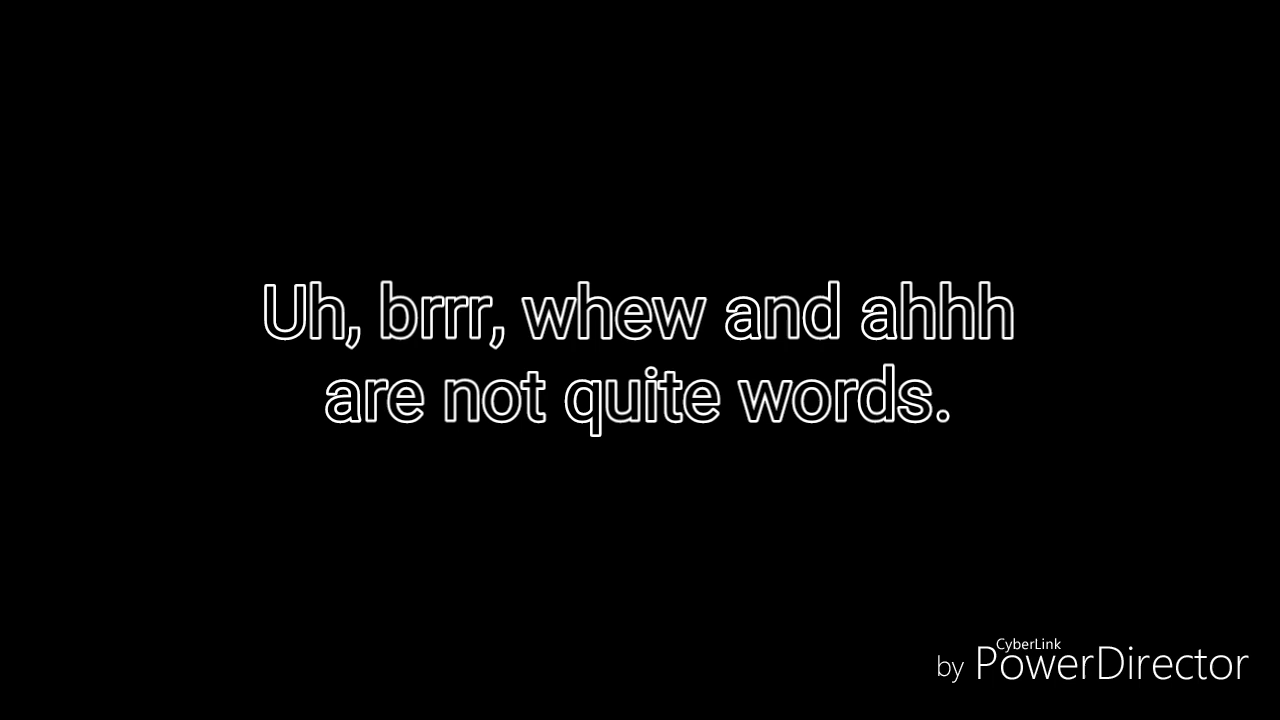 Uh, brrr, whew and ahhh
are not quite words.
CyberLink
by PowerDirector